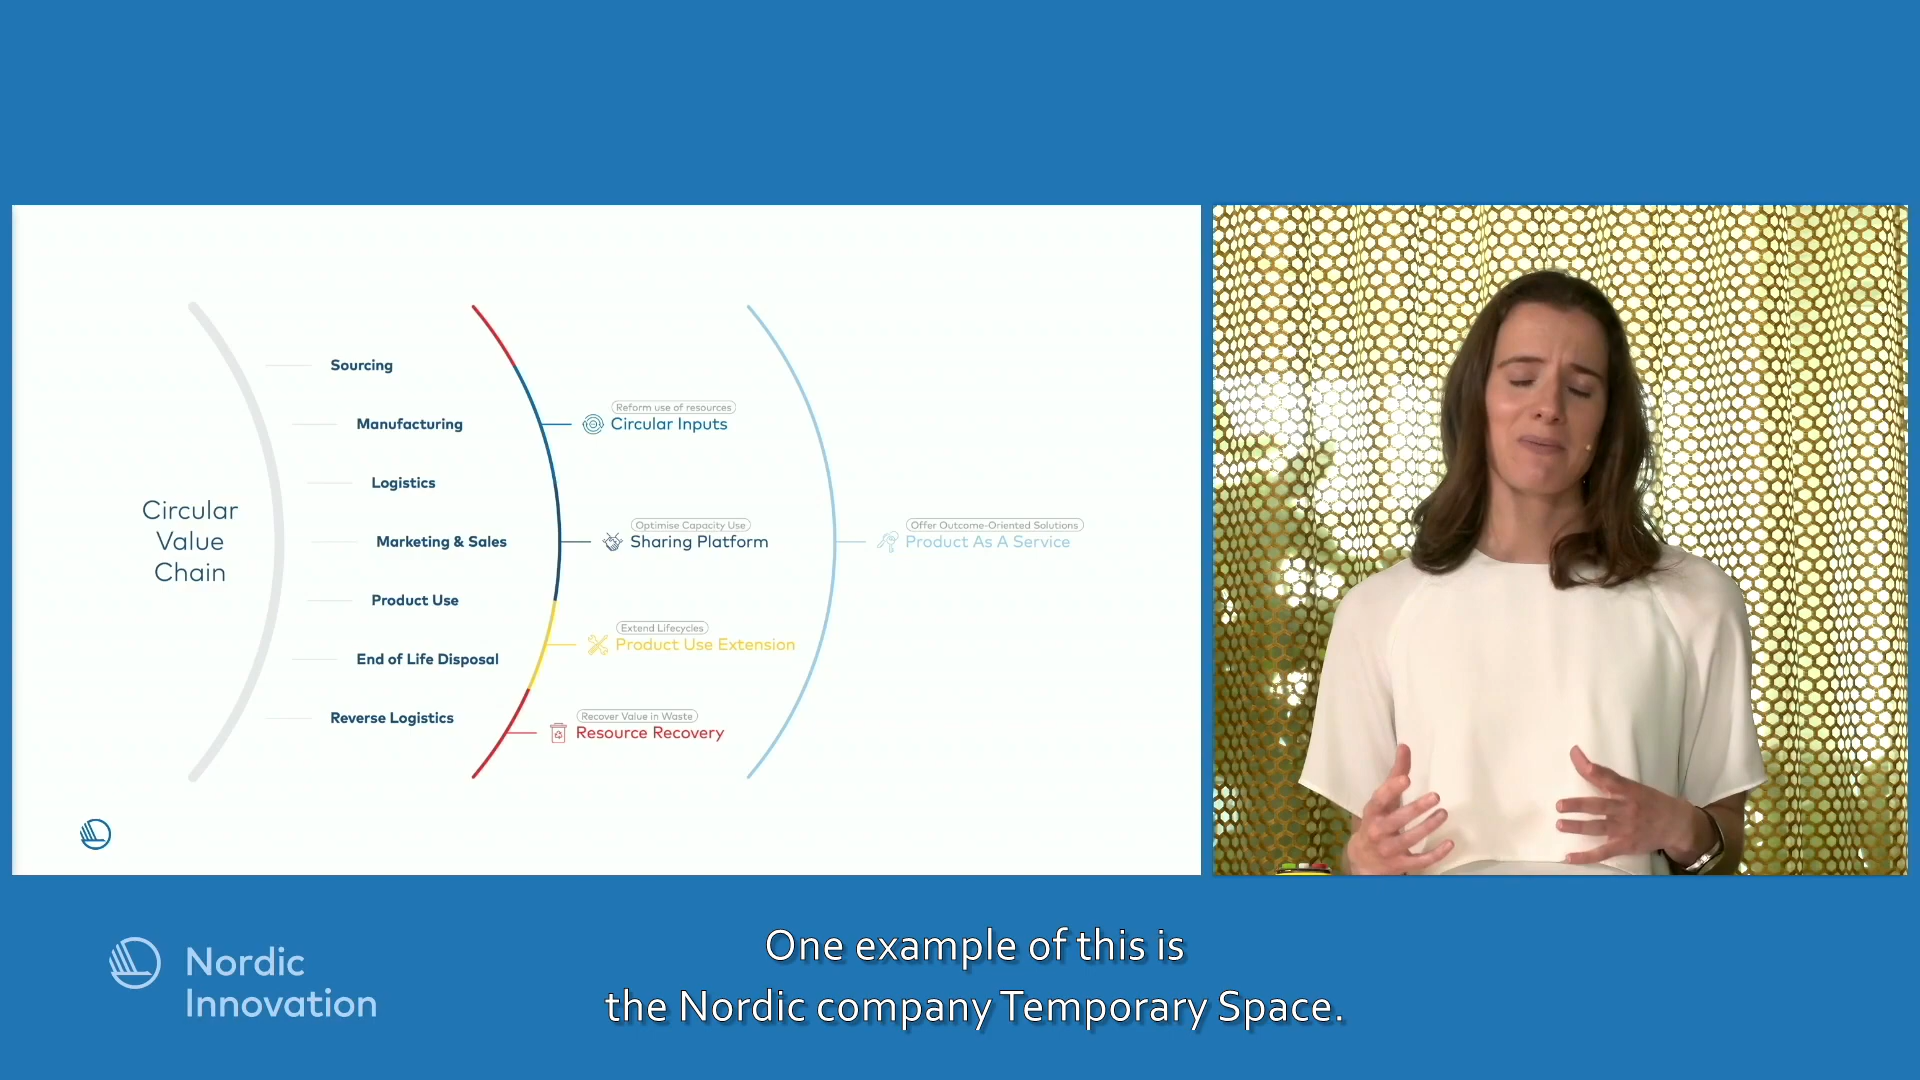 Circular
Value
Chain
Sourcing
Manufacturing
Logistics
Marketing & Sales
Product Use
End of Life Disposal
Reverse Logistics
Reform use of resources
Circular Inputs
Optimise Capacity Use
Sharing Platform
Extend Lifecycles
Product Use Extension
Recover Value in Waste
Resource Recovery
Offer Outcome-Oriented Solutions
Product As A Service
Nordic
Innovation
One example of this is
the Nordic company Temporary Space.